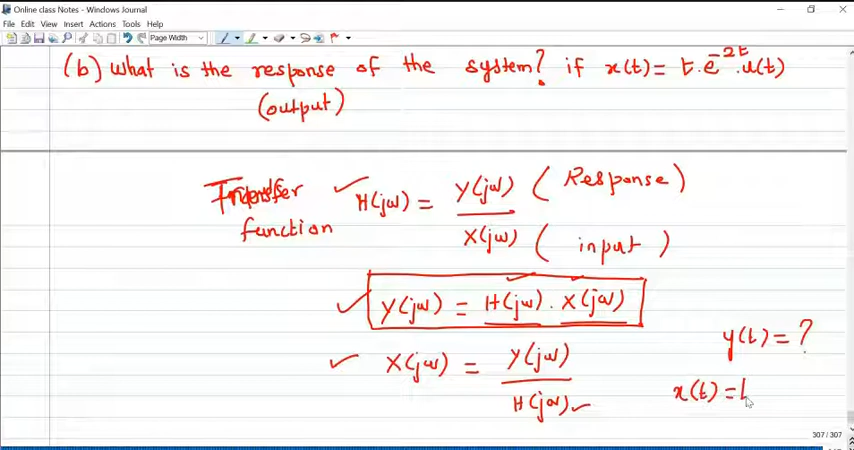 Online class Notes - Windows Journal
File Edit View Insert Actions Tools Help
Page Width
(b) What is the response of the system? if x(t) = t.e^-2t.u(t)
(output)
Transfer function
H(jω) = Y(jω) / X(jω) (Response) (input)
Y(jω) = H(jω) . X(jω)
y(t) = ?
X(jω) = Y(jω) / H(jω)
x(t) =
307 / 307